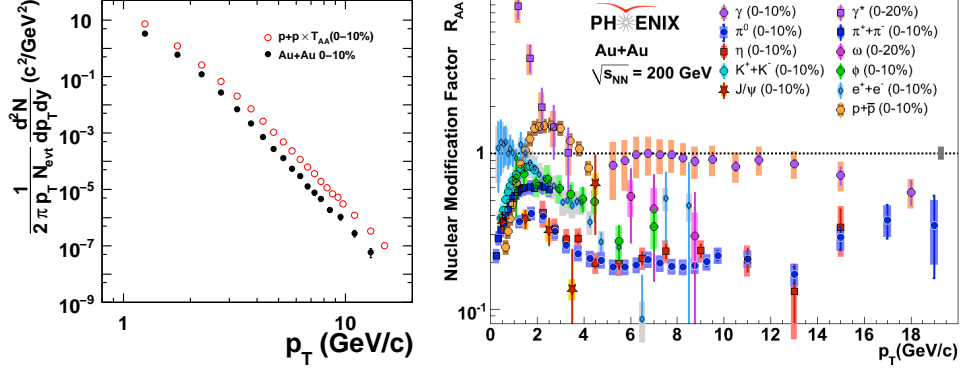 p+p × T_AA(0–10%)
Au+Au 0–10%
1/(2 π p_T N_evt) d²N/(dp_T dy) (c²/GeV²)
10
10⁻¹
10⁻³
10⁻⁵
10⁻⁷
10⁻⁹
1 10
p_T (GeV/c)
Nuclear Modification Factor R_AA
PH ENIX
Au+Au
√s_NN = 200 GeV
γ (0-10%)
π⁰ (0-10%)
η (0-10%)
K⁺+K⁻ (0-10%)
J/ψ (0-10%)
γ* (0-20%)
π⁺+π⁻ (0-10%)
ω (0-20%)
ϕ (0-10%)
e⁺+e⁻ (0-10%)
p+p̅ (0-10%)
1
10⁻¹
0 2 4 6 8 10 12 14 16 18
p_T(GeV/c)